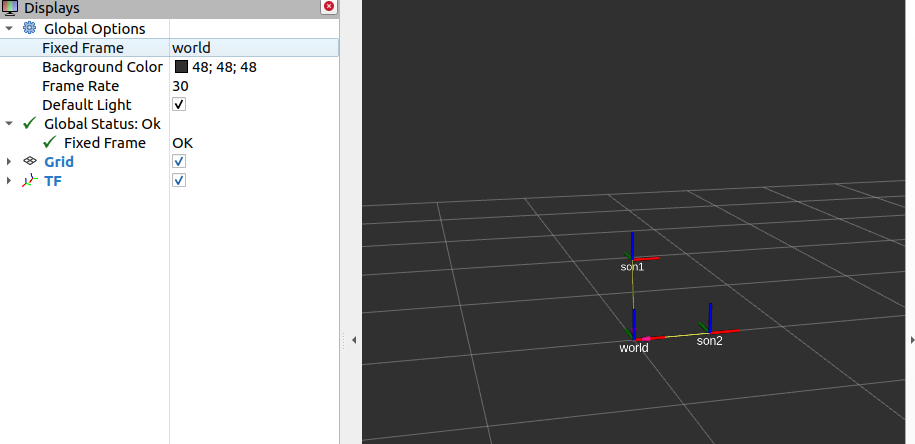 Displays
Global Options
Fixed Frame world
Background Color 48; 48; 48
Frame Rate 30
Default Light
Global Status: Ok
Fixed Frame OK
Grid
TF
son1
world
son2